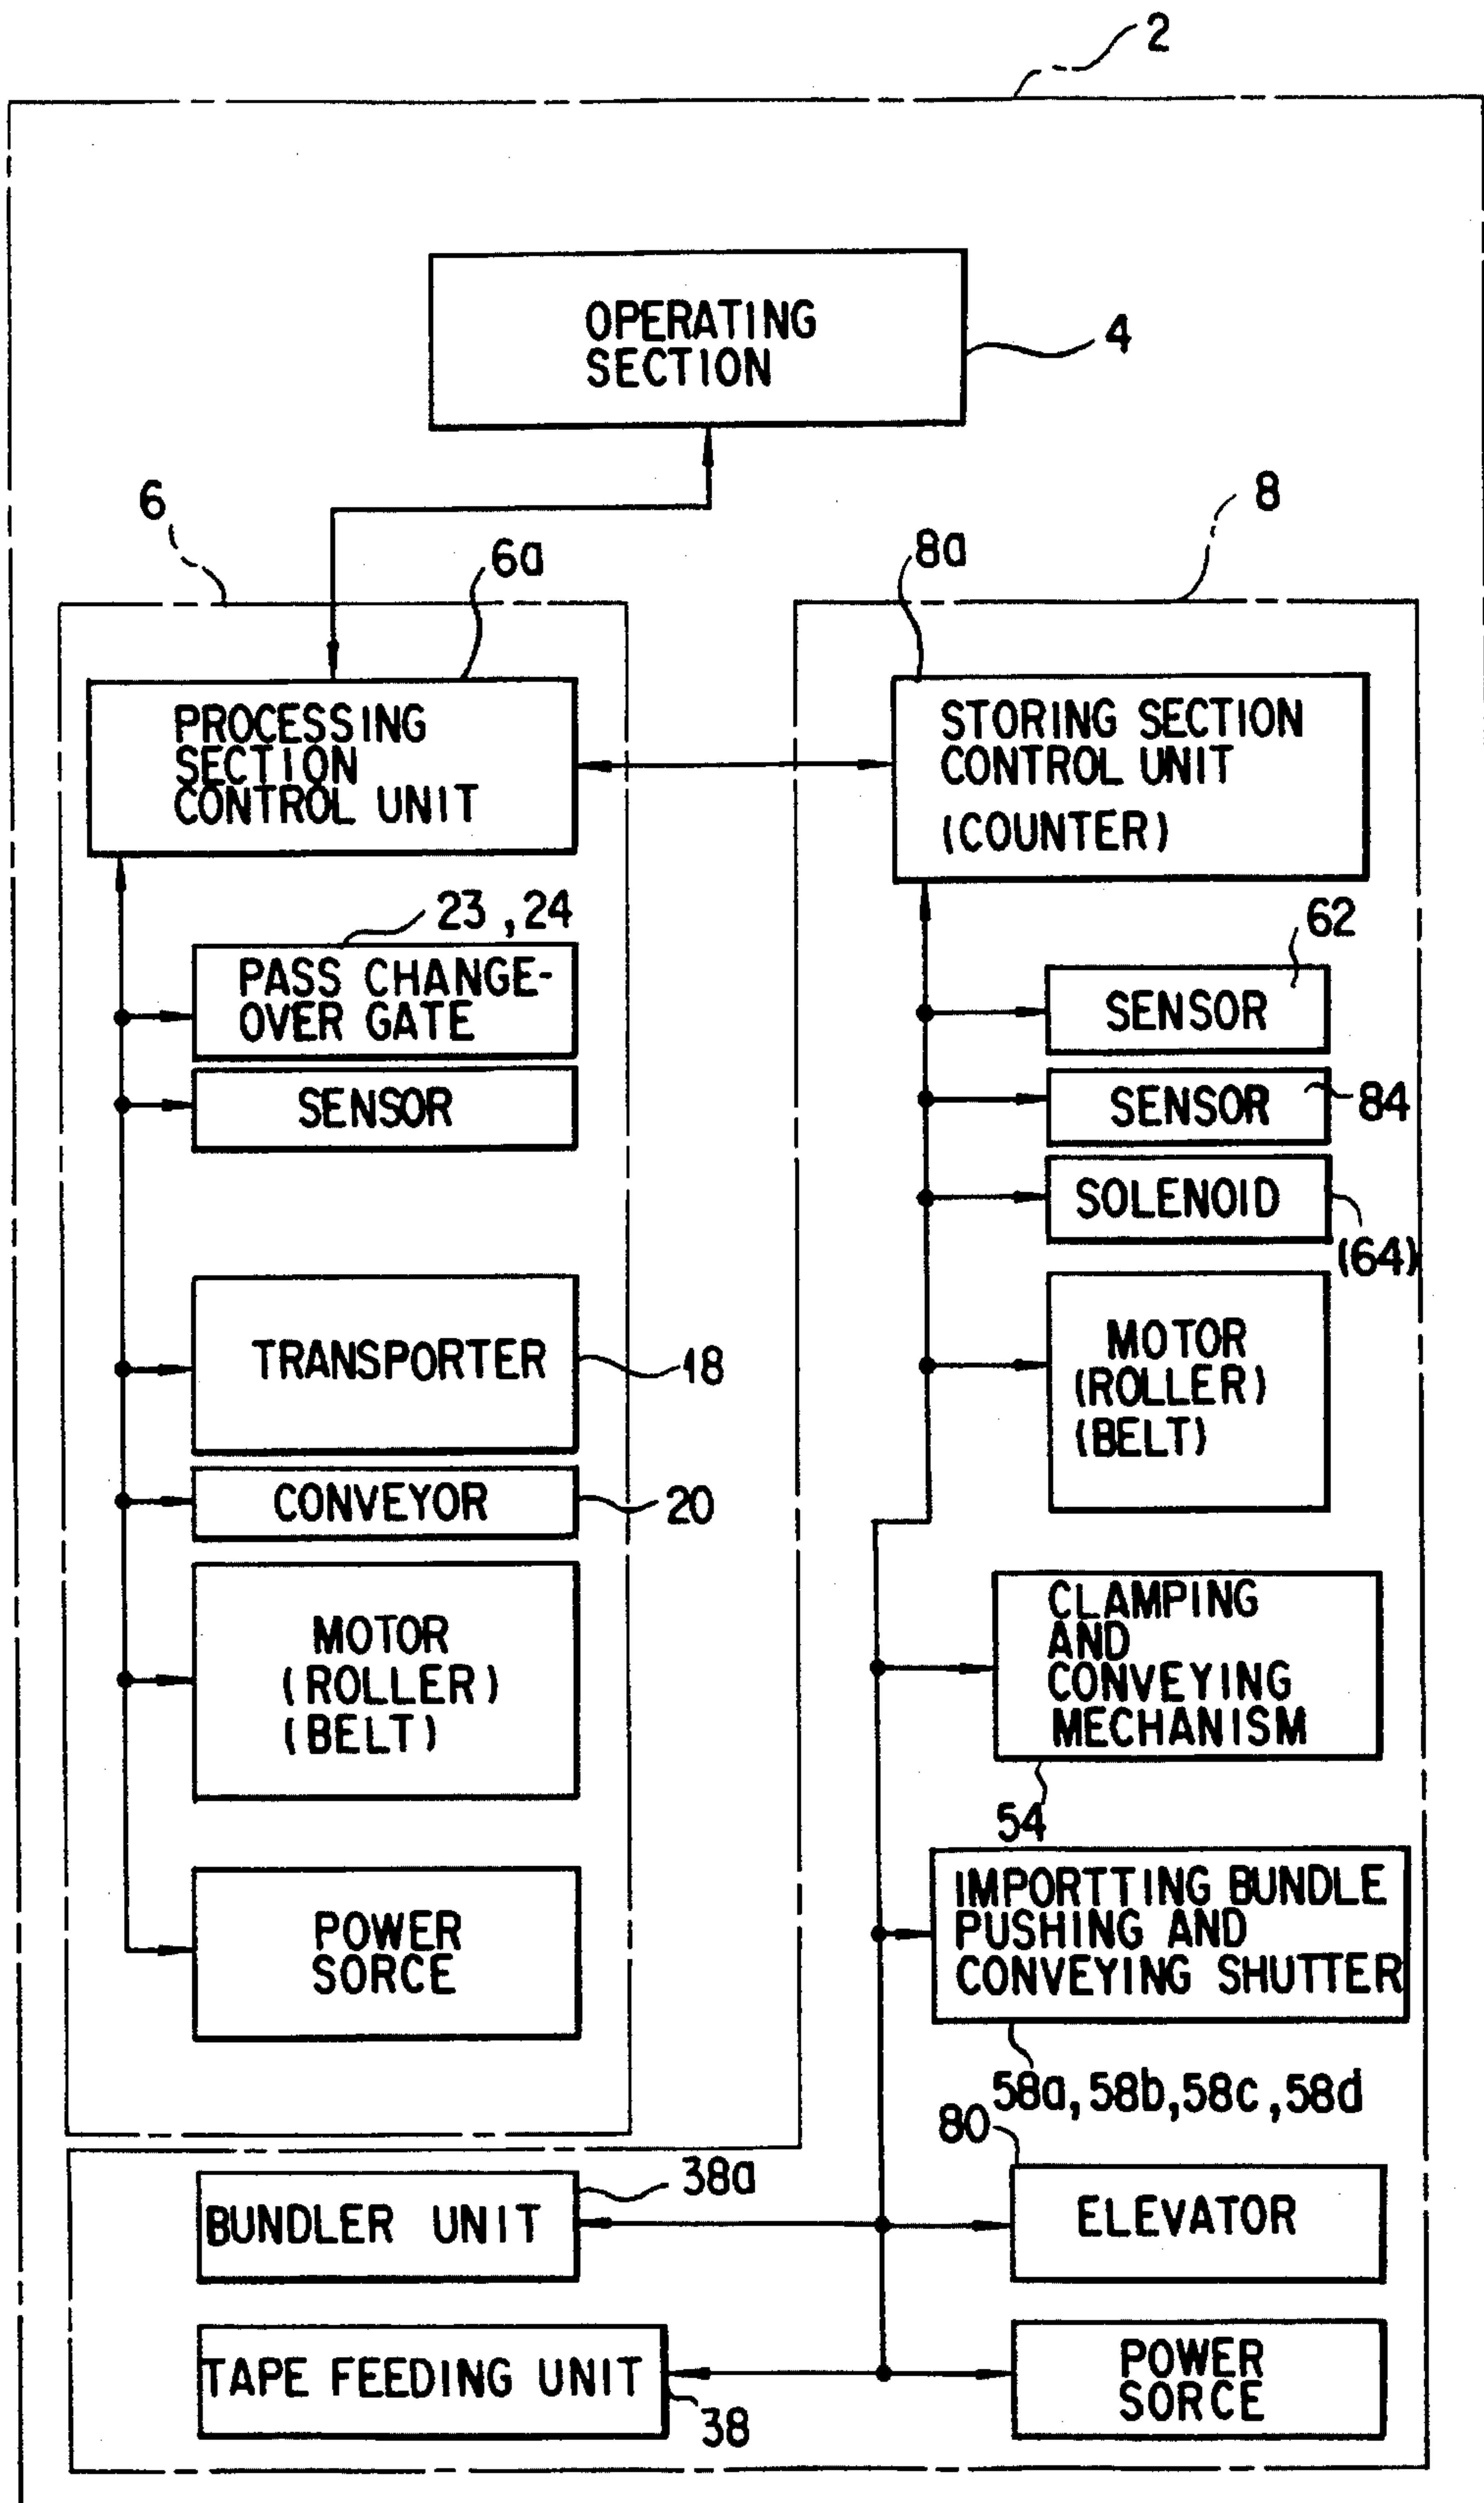 2
OPERATING
SECTION
4
6
6a
8a
8
PROCESSING
SECTION
CONTROL UNIT
STORING SECTION
CONTROL UNIT
(COUNTER)
23 , 24
PASS CHANGE-
OVER GATE
SENSOR
62
SENSOR
SENSOR
84
SOLENOID
(64)
TRANSPORTER
18
MOTOR
(ROLLER)
(BELT)
CONVEYOR
20
MOTOR
(ROLLER)
(BELT)
CLAMPING
AND
CONVEYING
MECHANISM
54
POWER
SORCE
IMPORTTING BUNDLE
PUSHING AND
CONVEYING SHUTTER
58a, 58b, 58c, 58d
BUNDLER UNIT
38a
80
ELEVATOR
TAPE FEEDING UNIT
38
POWER
SORCE